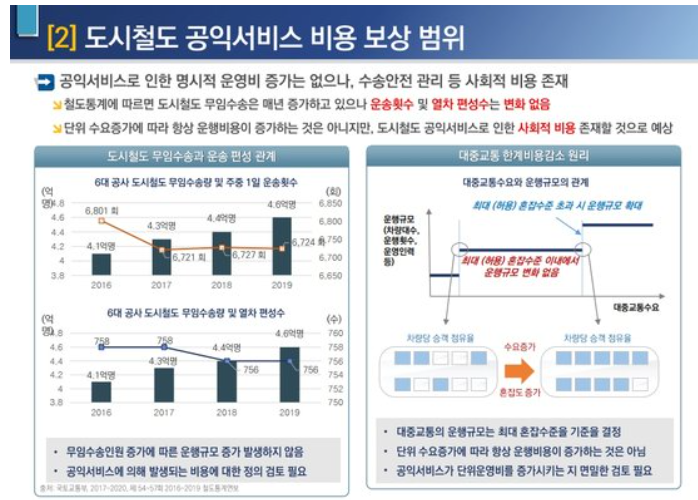 [2] 도시철도 공익서비스 비용 보상 범위
공익서비스로 인한 명시적 운영비 증가는 없으나, 수송안전 관리 등 사회적 비용 존재
철도통계에 따르면 도시철도 무임수송은 매년 증가하고 있으나 운송횟수 및 열차 편성수는 변화 없음
단위 수요증가에 따라 항상 운행비용이 증가하는 것은 아니지만, 도시철도 공익서비스로 인한 사회적 비용 존재할 것으로 예상
도시철도 무임수송과 운송 편성 관계
6대 공사 도시철도 무임수송량 및 주중 1일 운송횟수
(억명)
(회)
4.8
4.6
4.4
4.2
4
3.8
6,850
6,800
6,750
6,700
6,650
6,801 회
6,721 회
6,727 회
6,724 회
4.1억명
4.3억명
4.4억명
4.6억명
2016
2017
2018
2019
6대 공사 도시철도 무임수송량 및 열차 편성수
(억명)
(수)
4.8
4.6
4.4
4.2
4
3.8
760
758
756
754
752
750
758
758
756
756
4.1억명
4.3억명
4.4억명
4.6억명
2016
2017
2018
2019
무임수송인원 증가에 따른 운행규모 증가 발생하지 않음
공익서비스에 의해 발생되는 비용에 대한 정의 검토 필요
출처: 국토교통부, 2017~2020, 제54~57회 2016~2019 철도통계연보
대중교통 한계비용감소 원리
대중교통수요와 운행규모의 관계
최대 (허용) 혼잡수준 초과 시 운행규모 확대
운행규모
(차량대수,
운행횟수,
운영인력
등)
최대 (허용) 혼잡수준 이내에서
운행규모 변화 없음
대중교통수요
차량당 승객 점유율
수요증가
혼잡도 증가
차량당 승객 점유율
대중교통의 운행규모는 최대 혼잡수준을 기준을 결정
단위 수요증가에 따라 항상 운행비용이 증가하는 것은 아님
공익서비스가 단위운영비를 증가시키는 지 면밀한 검토 필요